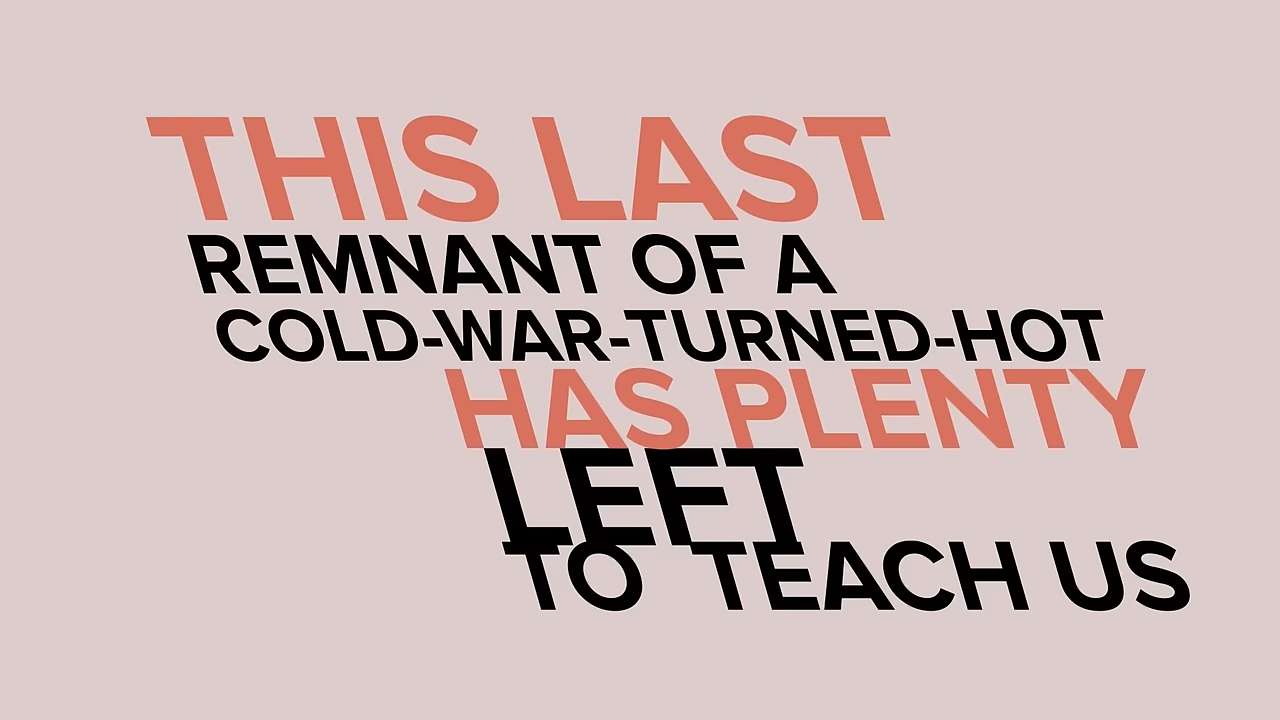 THIS LAST
REMNANT OF A
COLD-WAR-TURNED-HOT
HAS PLENTY
LEFT
TO TEACH US